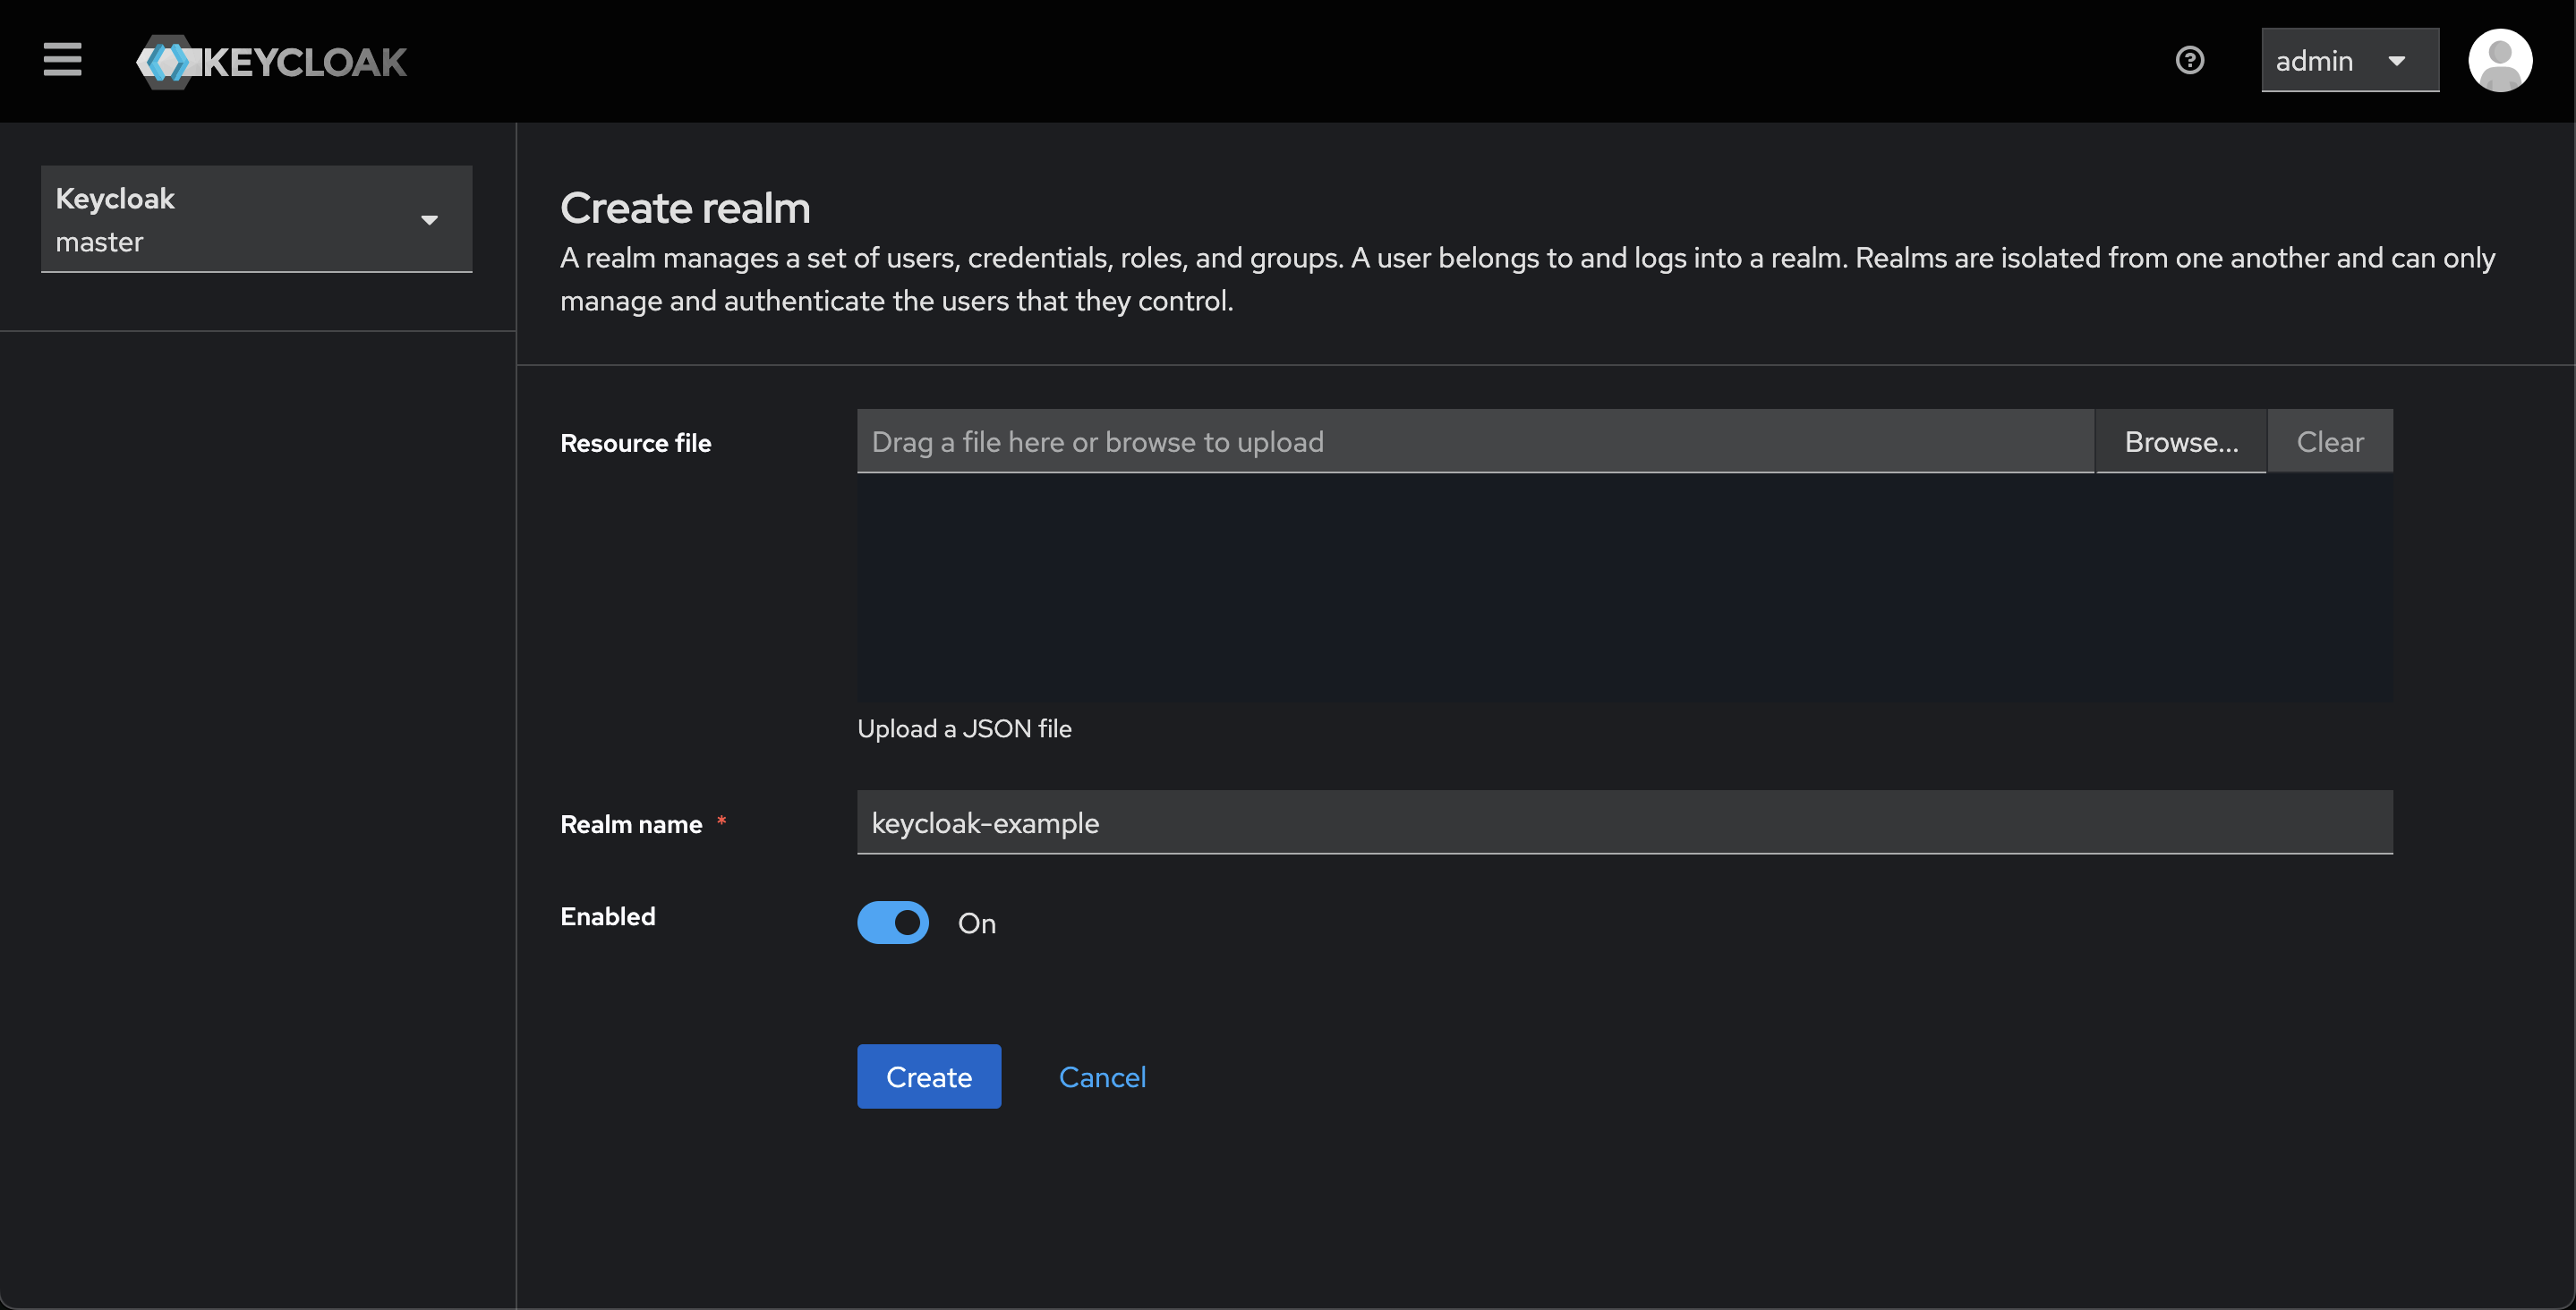 KEYCLOAK
admin
Keycloak
master
Create realm
A realm manages a set of users, credentials, roles, and groups. A user belongs to and logs into a realm. Realms are isolated from one another and can only
manage and authenticate the users that they control.
Resource file
Drag a file here or browse to upload
Browse...
Clear
Upload a JSON file
Realm name *
keycloak-example
Enabled
On
Create
Cancel